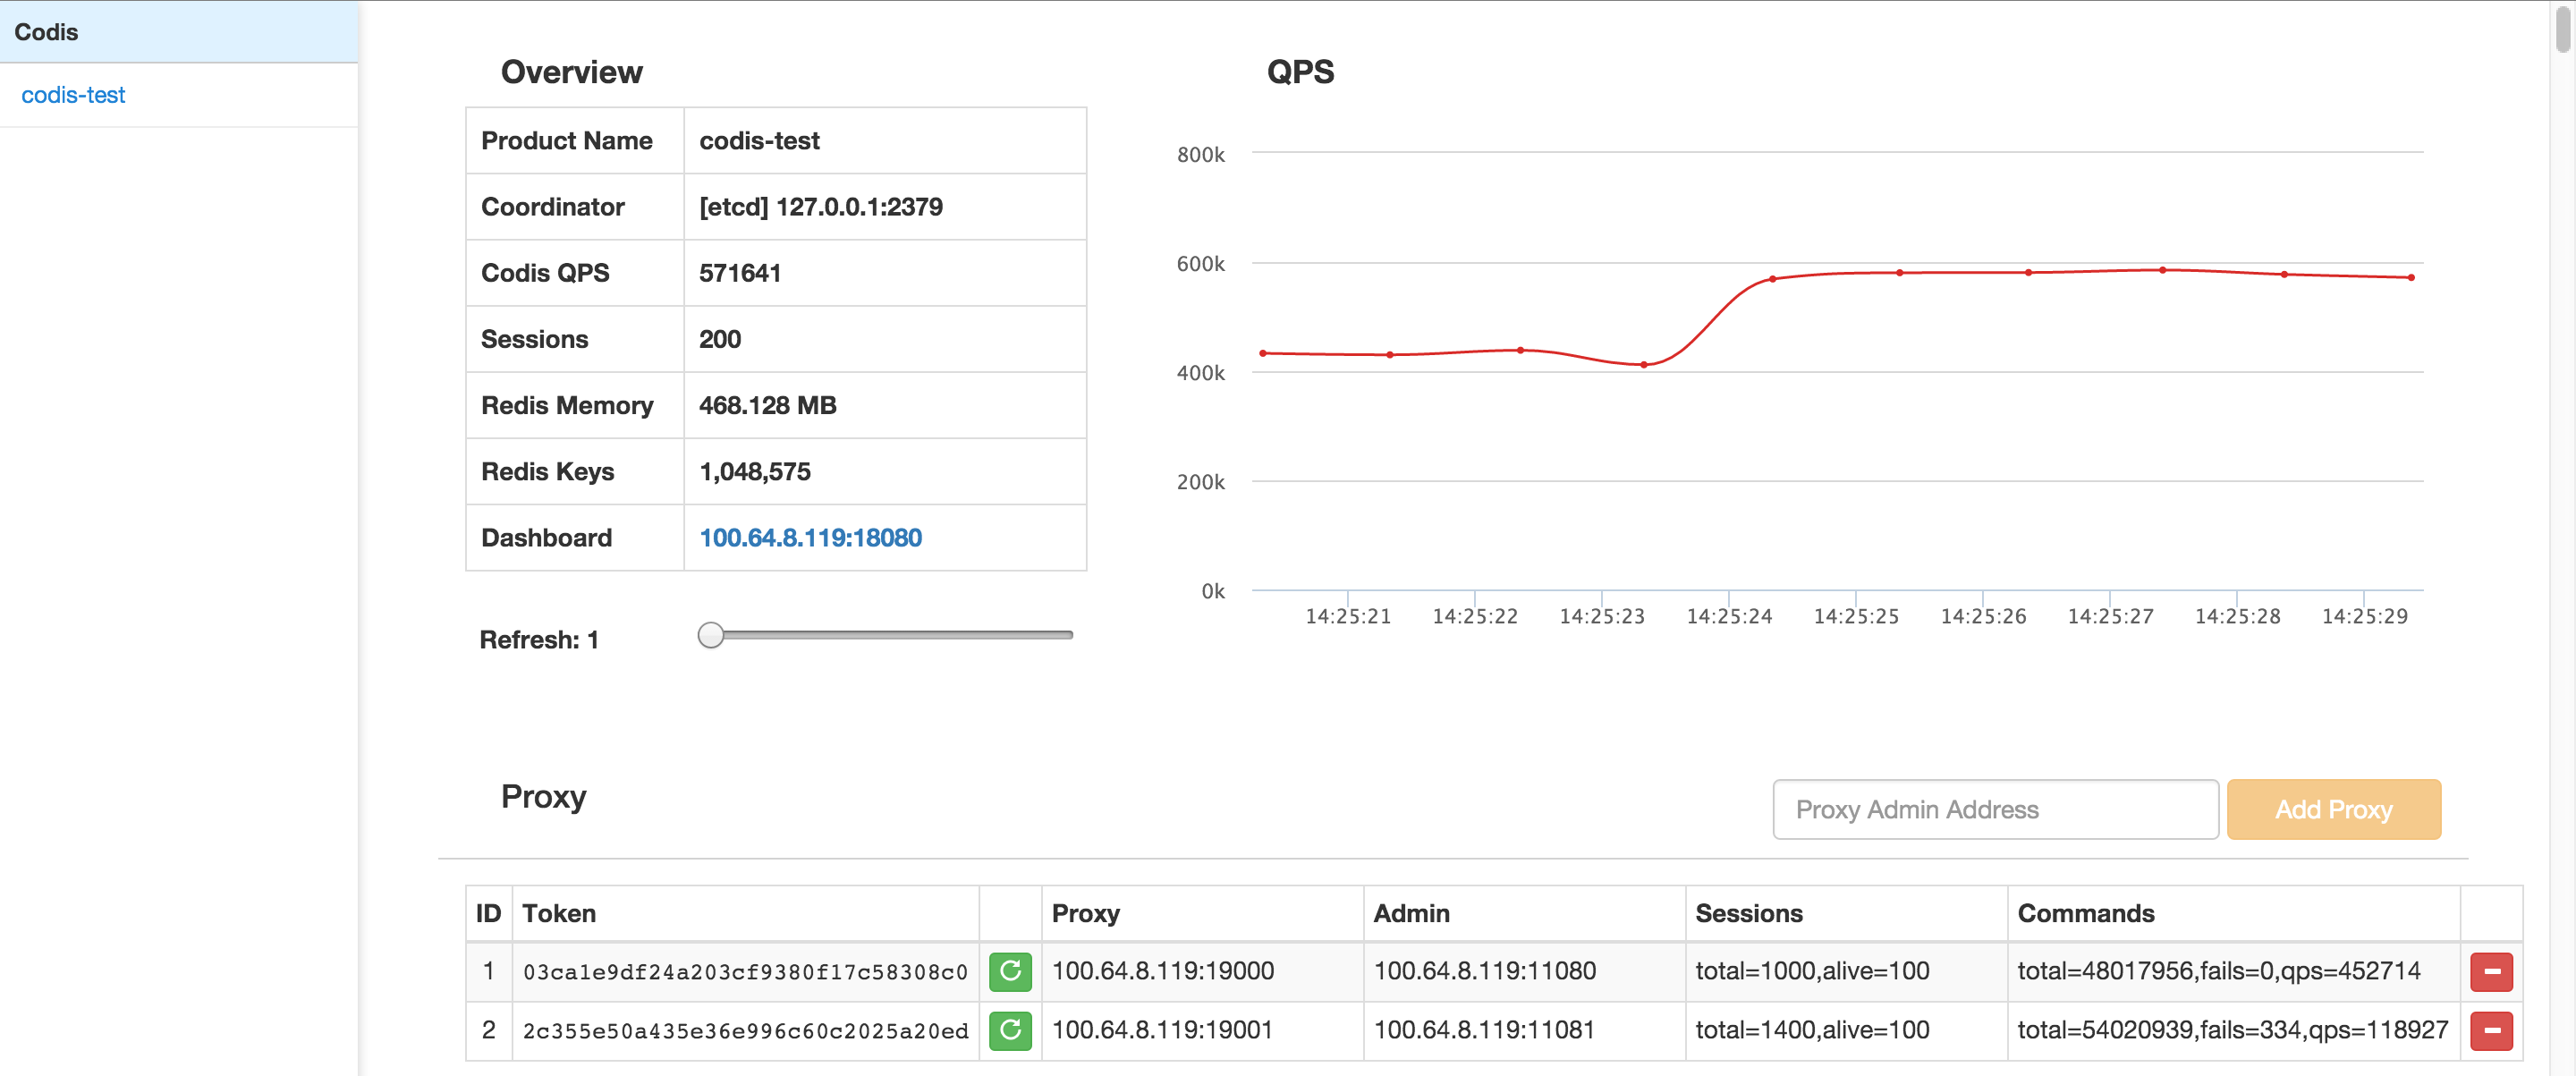 Codis
codis-test
Overview
Product Name codis-test
Coordinator [etcd] 127.0.0.1:2379
Codis QPS 571641
Sessions 200
Redis Memory 468.128 MB
Redis Keys 1,048,575
Dashboard 100.64.8.119:18080
Refresh: 1
QPS
800k
600k
400k
200k
0k
14:25:21 14:25:22 14:25:23 14:25:24 14:25:25 14:25:26 14:25:27 14:25:28 14:25:29
Proxy
Proxy Admin Address Add Proxy
ID Token Proxy Admin Sessions Commands
1 03ca1e9df24a203cf9380f17c58308c0 100.64.8.119:19000 100.64.8.119:11080 total=1000,alive=100 total=48017956,fails=0,qps=452714
2 2c355e50a435e36e996c60c2025a20ed 100.64.8.119:19001 100.64.8.119:11081 total=1400,alive=100 total=54020939,fails=334,qps=118927